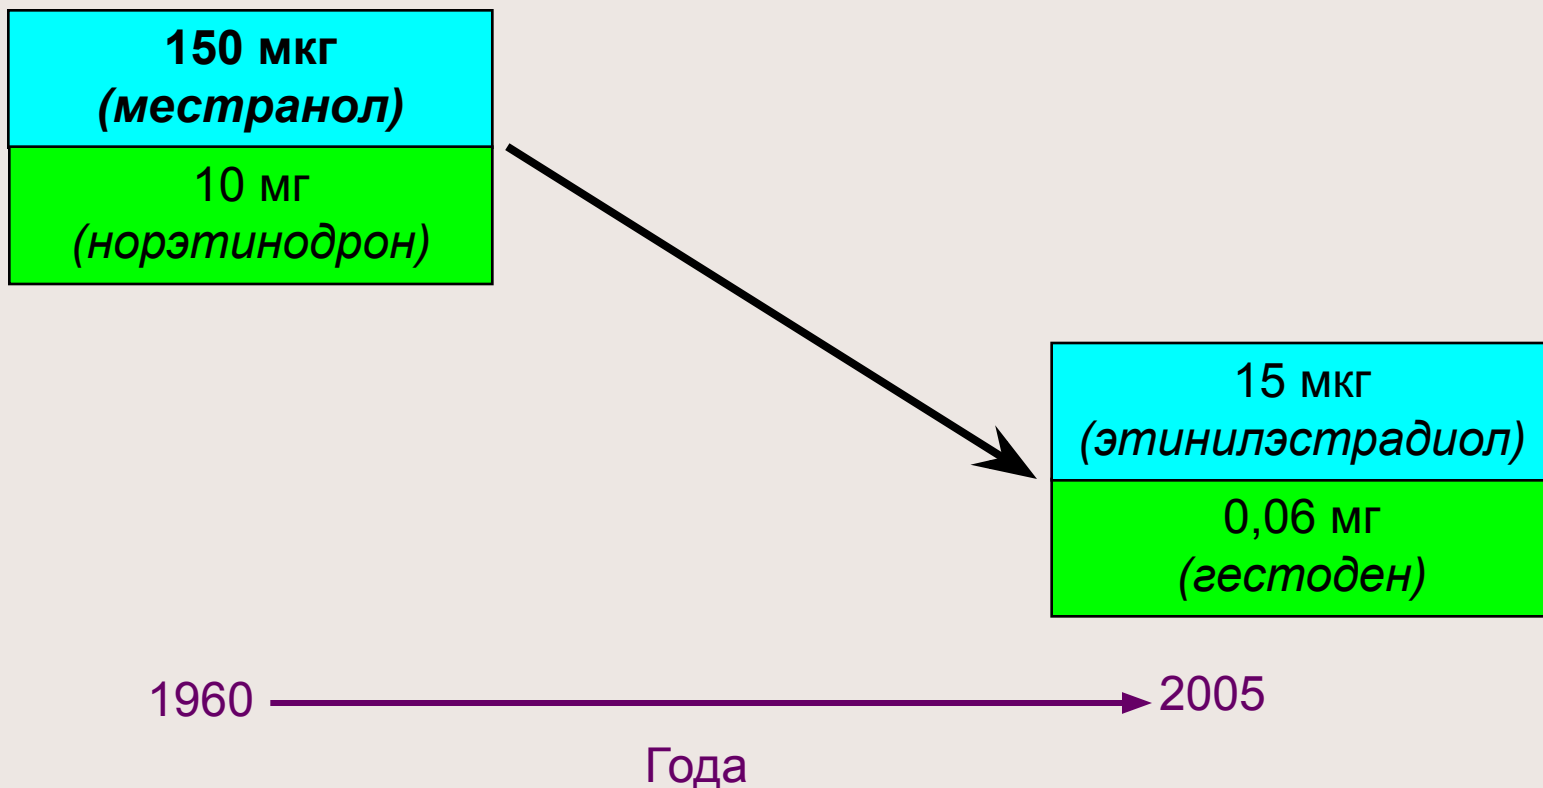 150 мкг
(местранол)
10 мг
(норэтинодрон)
15 мкг
(этинилэстрадиол)
0,06 мг
(гестоден)
1960
2005
Года